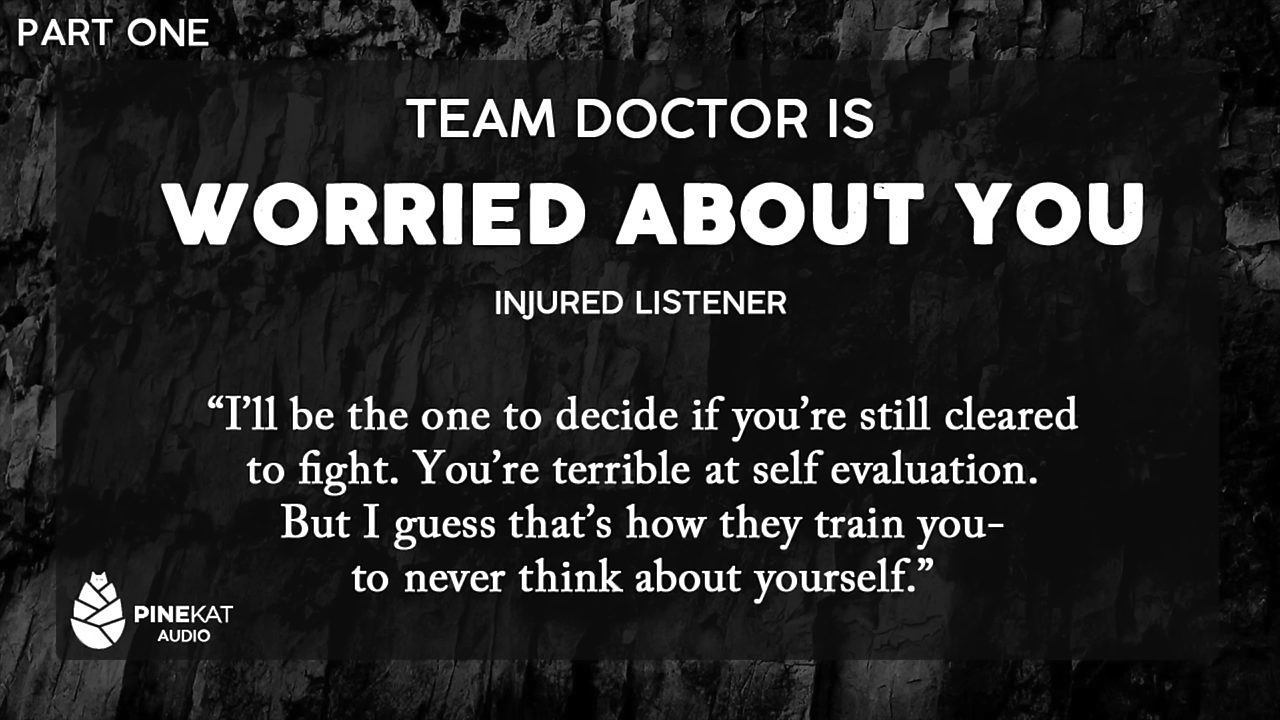 PART ONE
TEAM DOCTOR IS
WORRIED ABOUT YOU
INJURED LISTENER
“I’ll be the one to decide if you’re still cleared
to fight. You’re terrible at self evaluation.
But I guess that’s how they train you-
to never think about yourself.”
PINEKAT
AUDIO